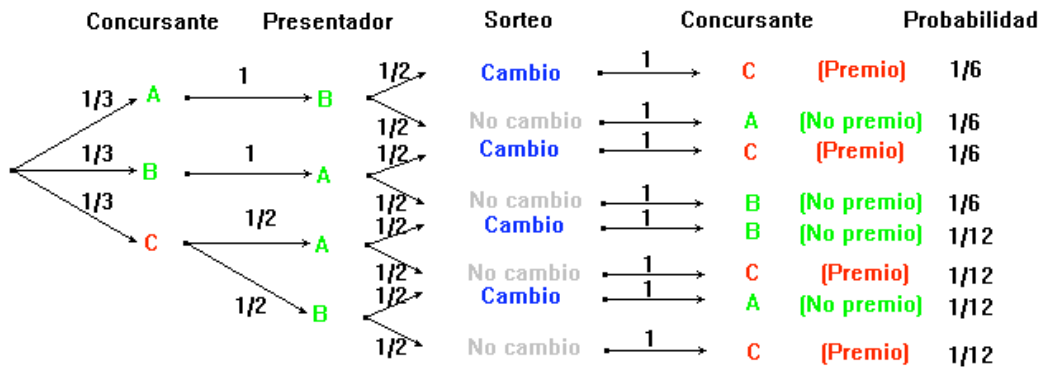 Concursante Presentador Sorteo Concursante Probabilidad
1/2 Cambio 1 C (Premio) 1/6
1/3 A 1 B
1/2 No cambio 1 A (No premio) 1/6
1/3 B 1 A 1/2 Cambio 1 C (Premio) 1/6
1/2 No cambio 1 B (No premio) 1/6
1/3 C 1/2 A 1/2 Cambio 1 B (No premio) 1/12
1/2 No cambio 1 C (Premio) 1/12
1/2 B 1/2 Cambio 1 A (No premio) 1/12
1/2 No cambio 1 C (Premio) 1/12